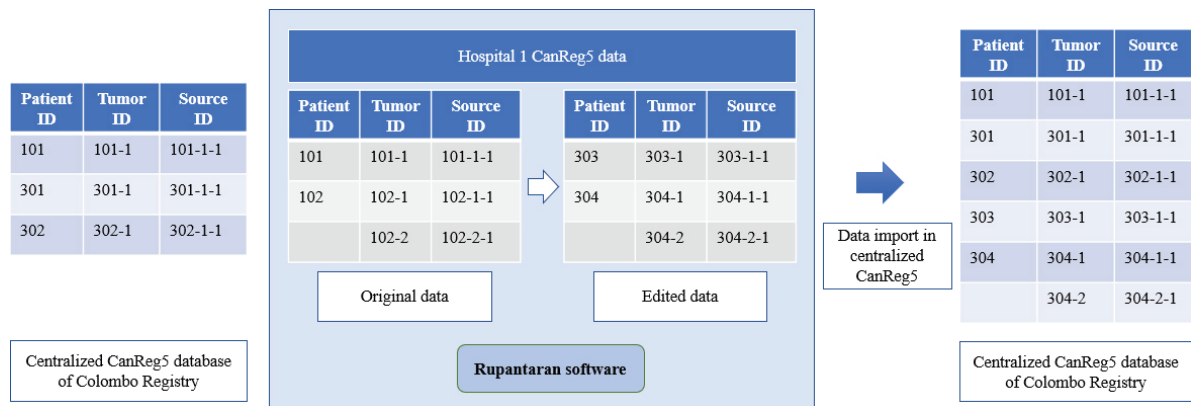 Patient ID Tumor ID Source ID
101 101-1 101-1-1
301 301-1 301-1-1
302 302-1 302-1-1
Centralized CanReg5 database
of Colombo Registry
Hospital 1 CanReg5 data
Patient ID Tumor ID Source ID
101 101-1 101-1-1
102 102-1 102-1-1
102-2 102-2-1
Original data
Patient ID Tumor ID Source ID
303 303-1 303-1-1
304 304-1 304-1-1
304-2 304-2-1
Edited data
Rupantaran software
Data import in
centralized
CanReg5
Patient ID Tumor ID Source ID
101 101-1 101-1-1
301 301-1 301-1-1
302 302-1 302-1-1
303 303-1 303-1-1
304 304-1 304-1-1
304-2 304-2-1
Centralized CanReg5 database
of Colombo Registry